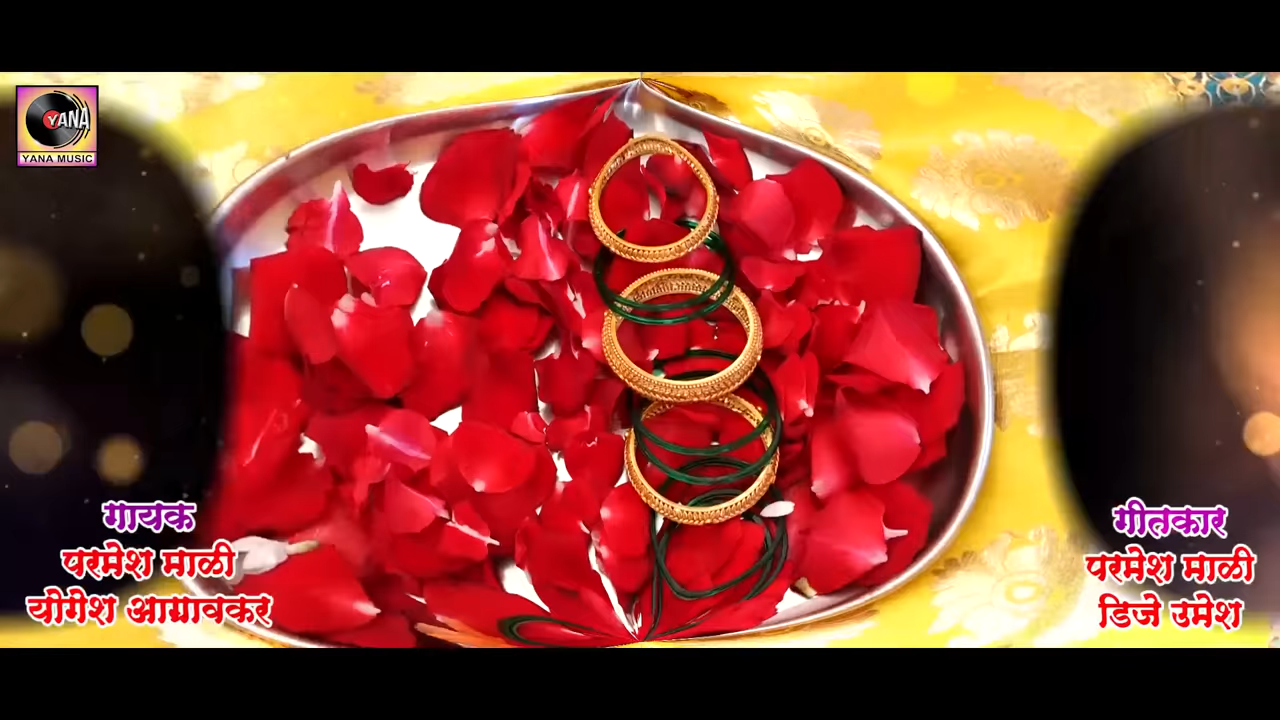 YANA
YANA MUSIC
गायक
परमेश माळी
योगेश आग्रावकर
गीतकार
परमेश माळी
डिजे उमेश